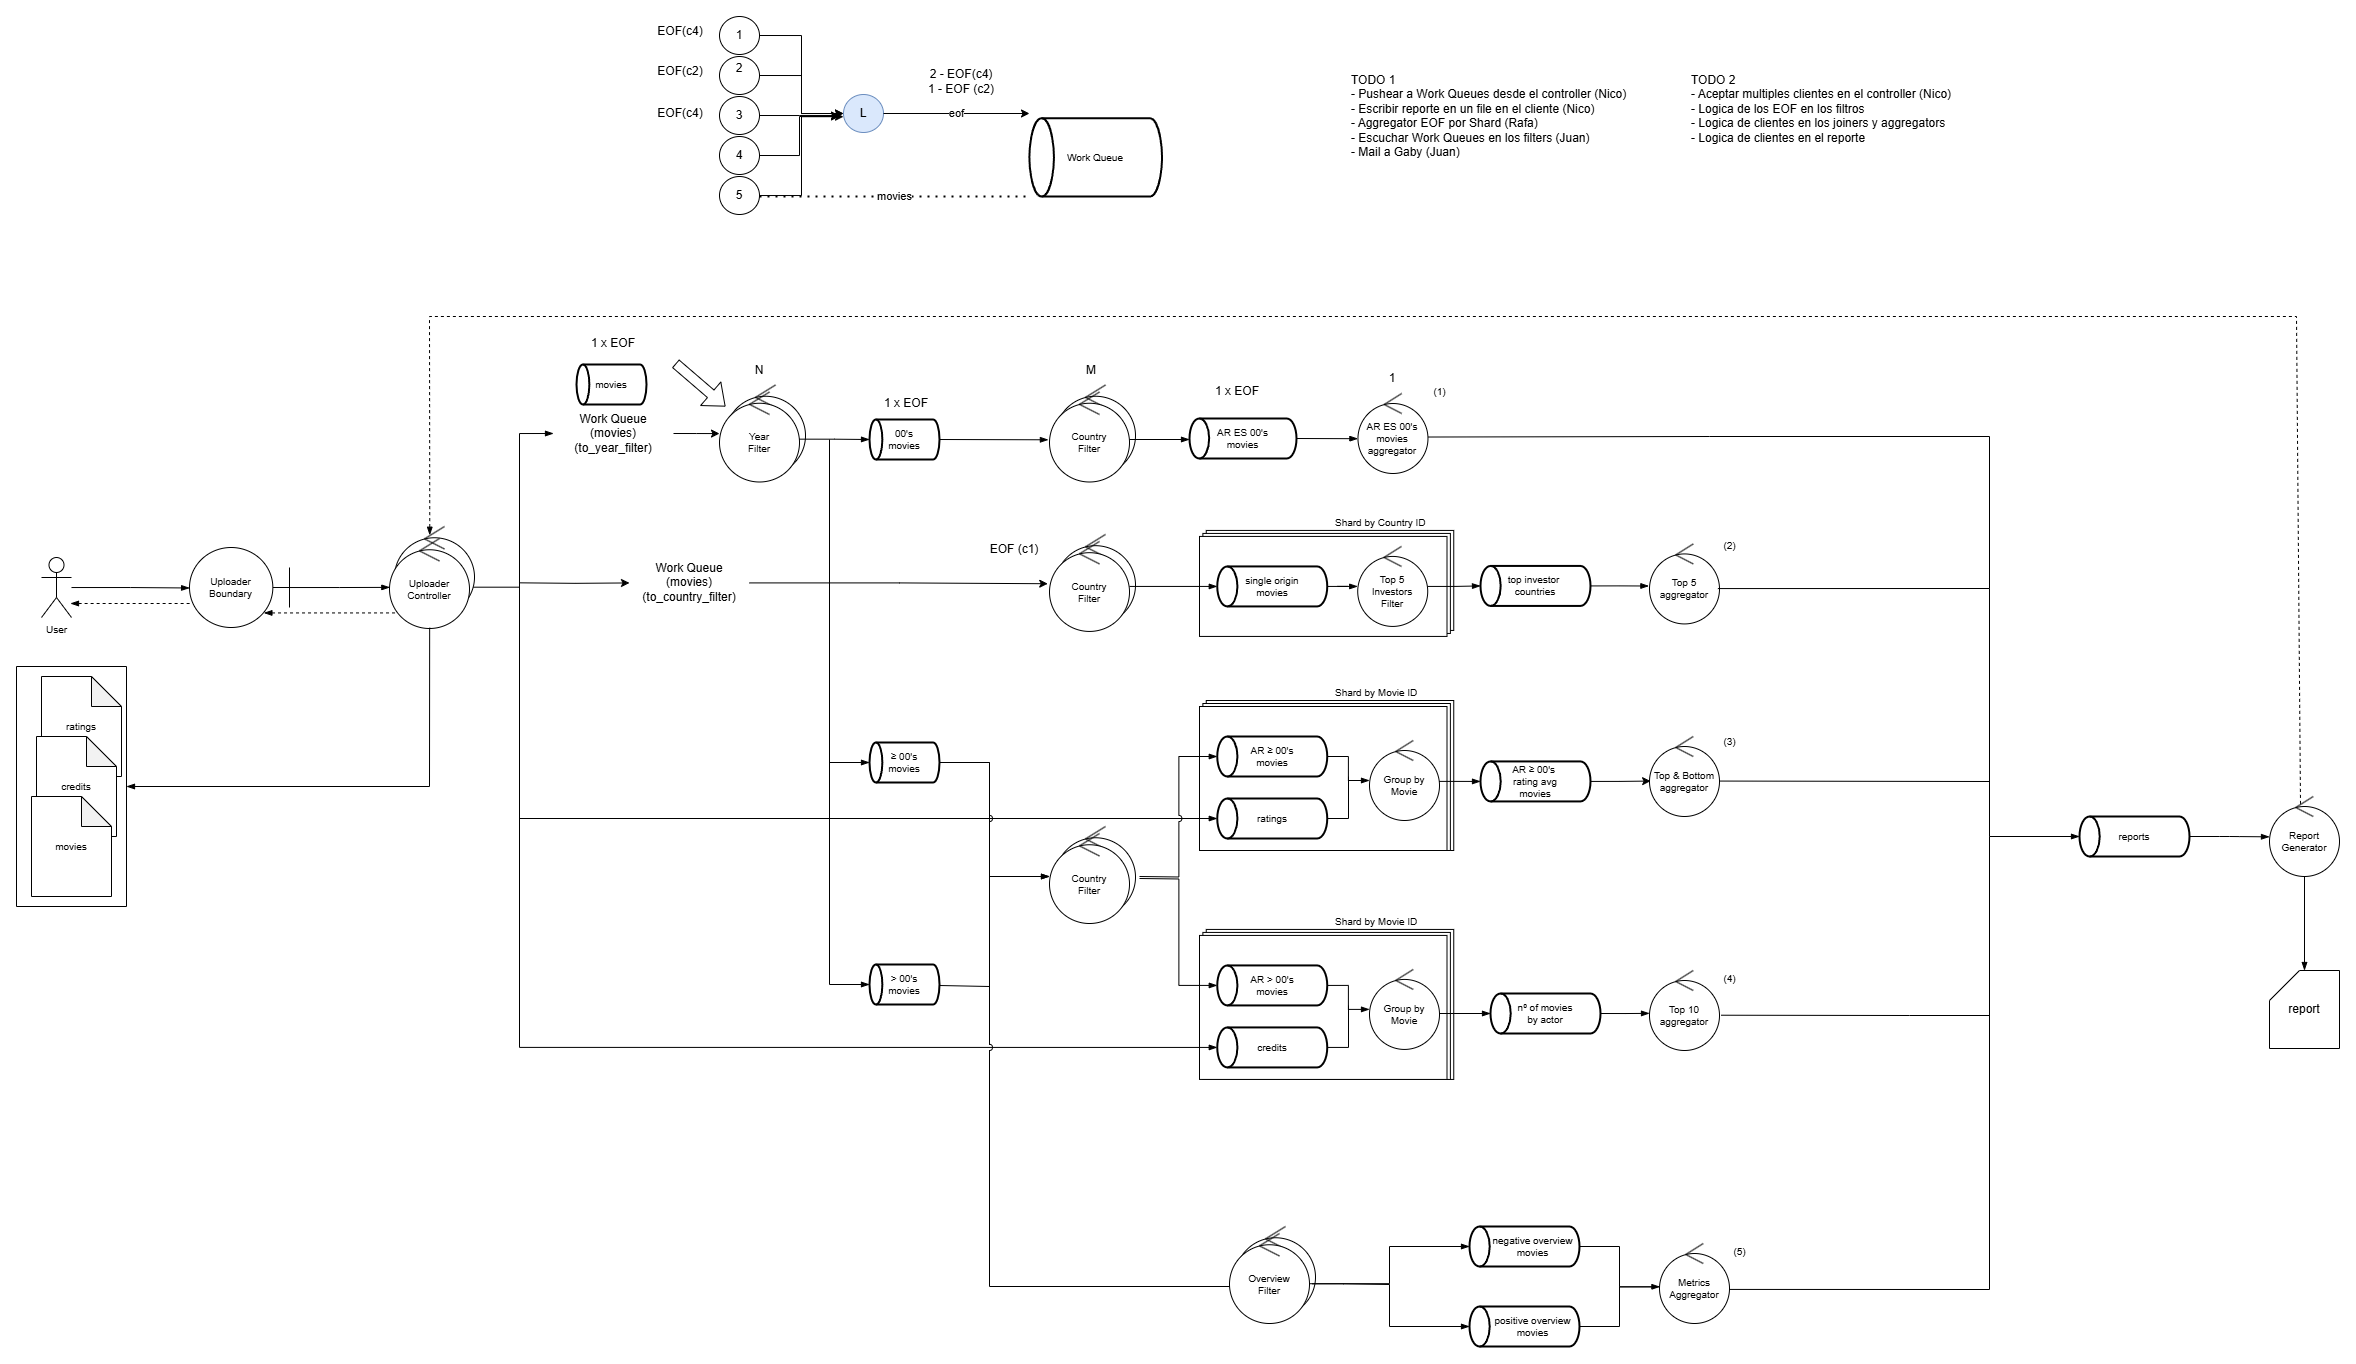 EOF(c4)
1
EOF(c2)
2
EOF(c4)
3
4
5
L
2 - EOF(c4)
1 - EOF (c2)
eof
movies
Work Queue
TODO 1
- Pushear a Work Queues desde el controller (Nico)
- Escribir reporte en un file en el cliente (Nico)
- Aggregator EOF por Shard (Rafa)
- Escuchar Work Queues en los filters (Juan)
- Mail a Gaby (Juan)
TODO 2
- Aceptar multiples clientes en el controller (Nico)
- Logica de los EOF en los filtros
- Logica de clientes en los joiners y aggregators
- Logica de clientes en el reporte
1 x EOF
movies
Work Queue
(movies)
(to_year_filter)
N
Year
Filter
1 x EOF
00's
movies
M
Country
Filter
1 x EOF
AR ES 00's
movies
1
AR ES 00's
movies
aggregator
(1)
User
Uploader
Boundary
Uploader
Controller
Work Queue
(movies)
(to_country_filter)
EOF (c1)
Country
Filter
Shard by Country ID
single origin
movies
Top 5
Investors
Filter
top investor
countries
Top 5
aggregator
(2)
ratings
credits
movies
≥ 00's
movies
> 00's
movies
Country
Filter
Shard by Movie ID
AR ≥ 00's
movies
ratings
Group by
Movie
AR ≥ 00's
rating avg
movies
Top & Bottom
aggregator
(3)
Shard by Movie ID
AR > 00's
movies
credits
Group by
Movie
nº of movies
by actor
Top 10
aggregator
(4)
reports
Report
Generator
report
Overview
Filter
negative overview
movies
positive overview
movies
Metrics
Aggregator
(5)